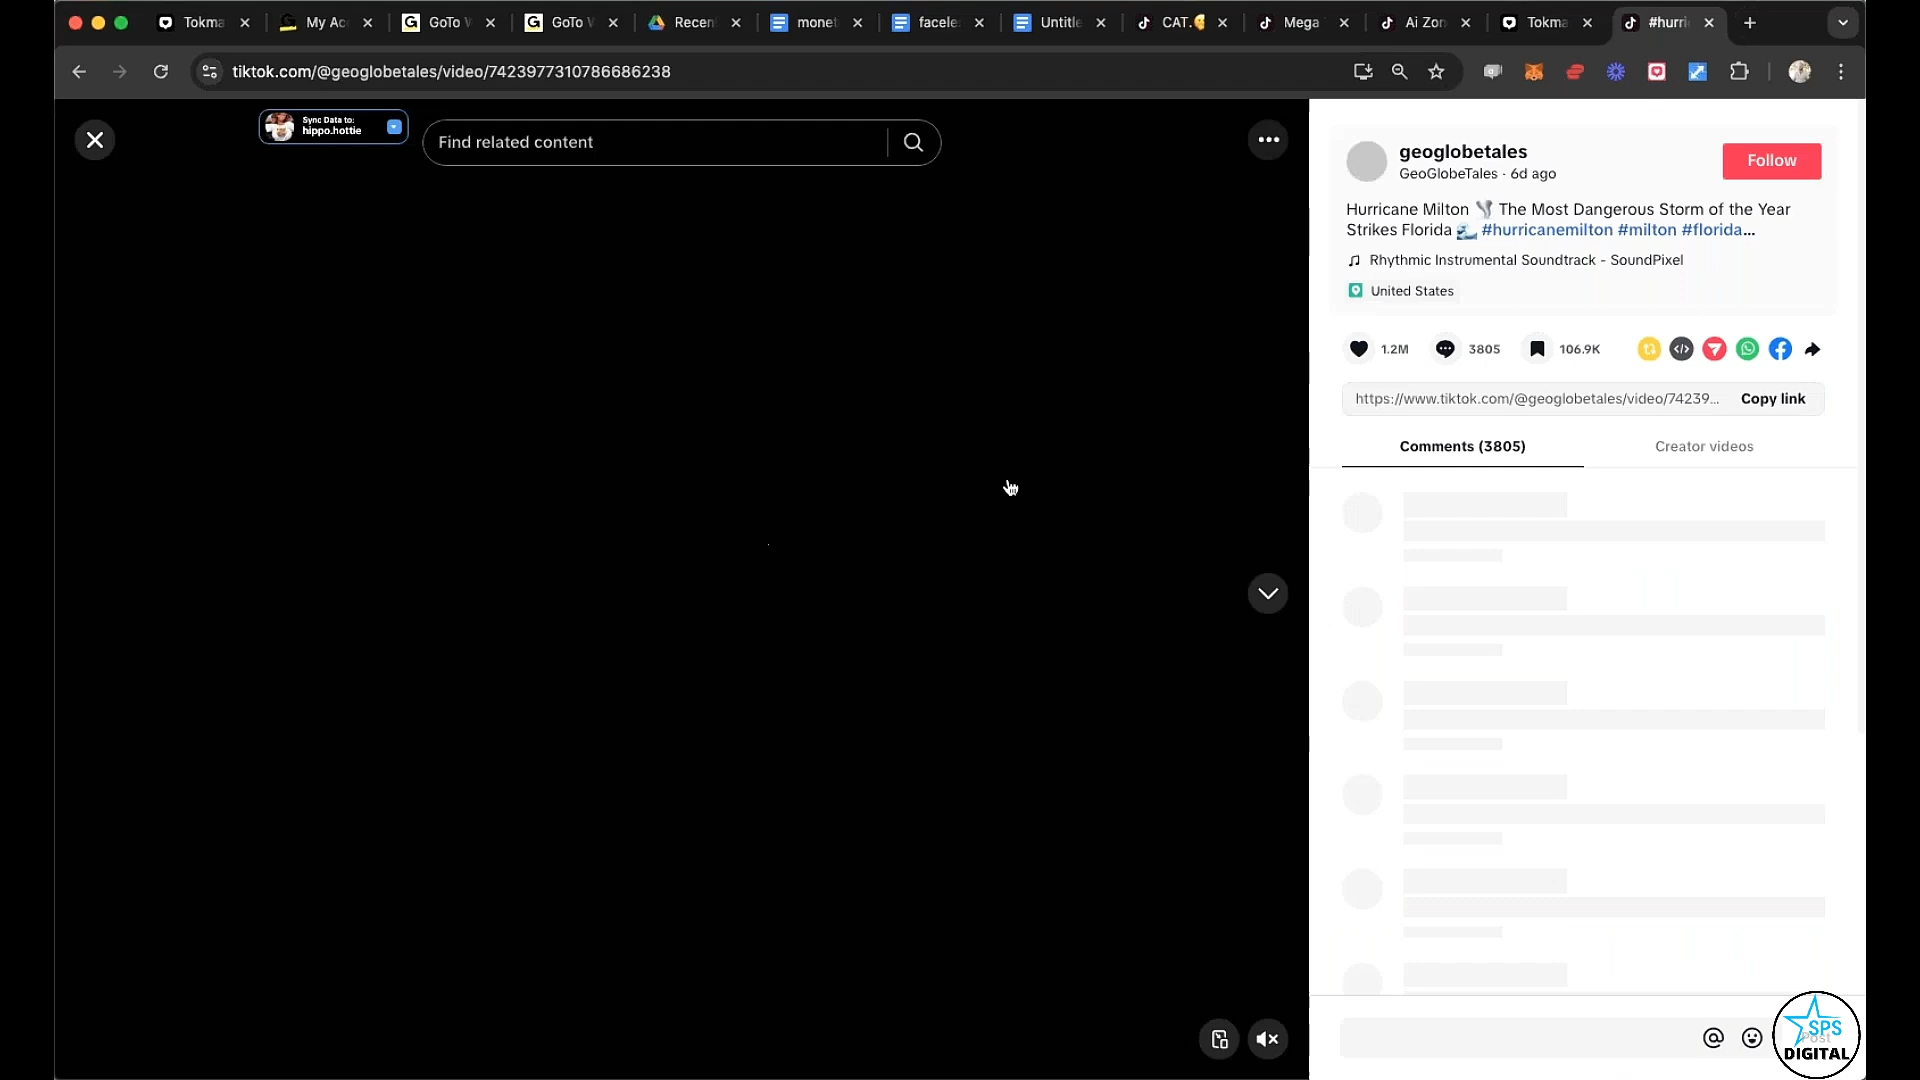 Tokma
My Ac
GoTo V
GoTo V
Recen
monet
facele
Untitle
CAT.
Mega
Ai Zon
Tokma
#hurri
tiktok.com/@geoglobetales/video/7423977310786686238
Sync Data to:
hippo.hottie
Find related content
geoglobetales
GeoGlobeTales · 6d ago
Follow
Hurricane Milton 🌪️ The Most Dangerous Storm of the Year
Strikes Florida 🌊 #hurricanemilton #milton #florida...
Rhythmic Instrumental Soundtrack - SoundPixel
United States
1.2M
3805
106.9K
https://www.tiktok.com/@geoglobetales/video/74239...
Copy link
Comments (3805)
Creator videos
Post
SPS
DIGITAL